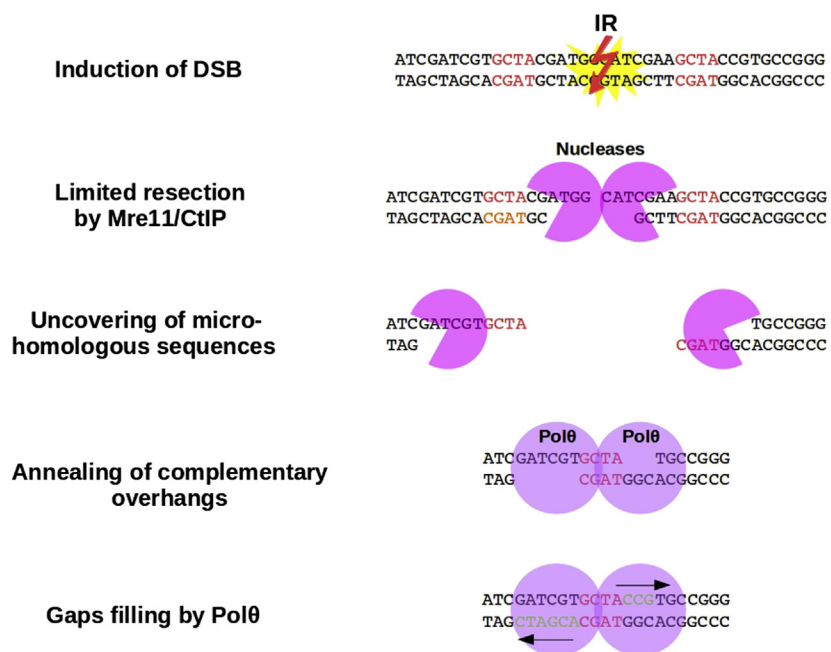 IR
Induction of DSB
ATCGATCGTGCTACGATGGCATCGAAGCTACCGTGCCGGG
TAGCTAGCACGATGCTACCGTAGCTTCGATGGCACGGCCC
Nucleases
Limited resection
by Mre11/CtIP
ATCGATCGTGCTACGATGG CATCGAAGCTACCGTGCCGGG
TAGCTAGCACGATGC GCTTCGATGGCACGGCCC
Uncovering of micro-
homologous sequences
ATCGATCGTGCTA TGCCGGG
TAG CGATGGCACGGCCC
Polθ Polθ
Annealing of complementary
overhangs
ATCGATCGTGCTA TGCCGGG
TAG CGATGGCACGGCCC
Gaps filling by Polθ
ATCGATCGTGCTACCGTGCCGGG
TAGCTAGCACGATGGCACGGCCC